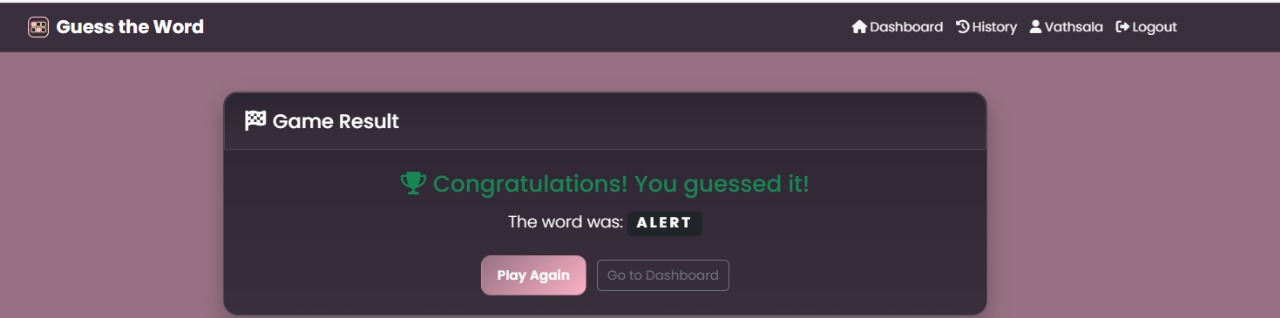 Guess the Word
Dashboard History Vathsala Logout
Game Result
Congratulations! You guessed it!
The word was: ALERT
Play Again Go to Dashboard